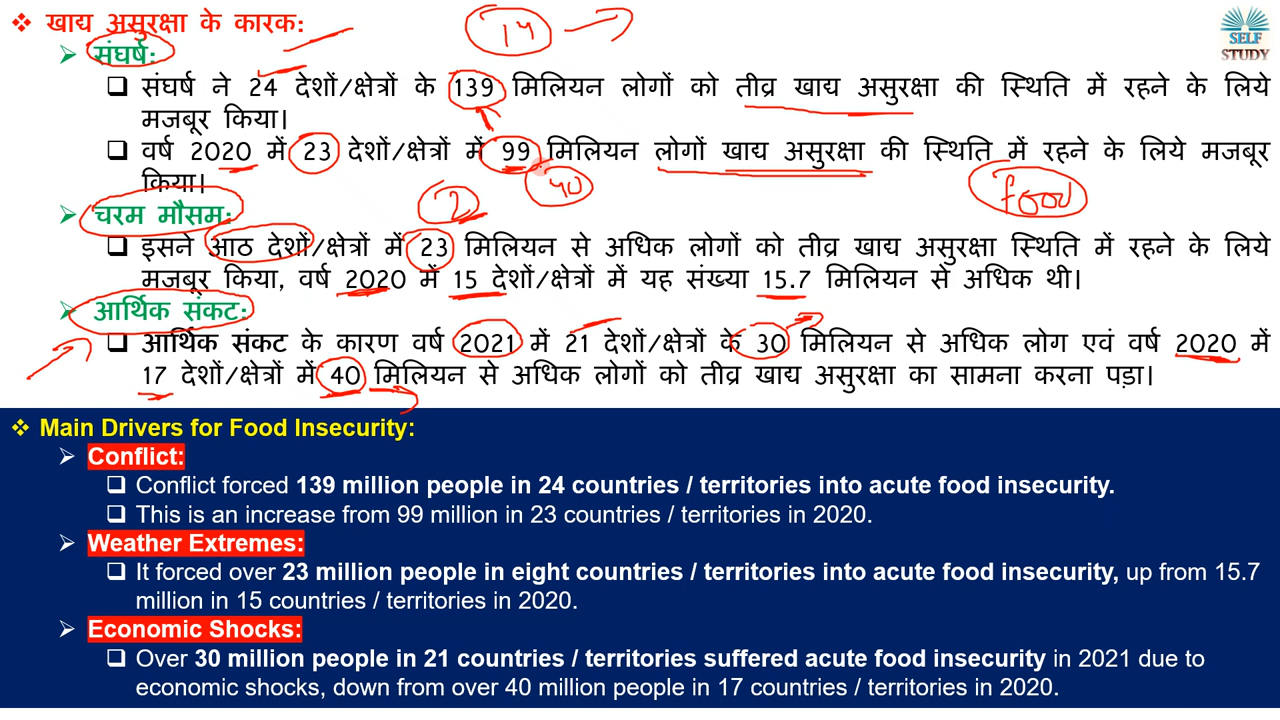 ❖ खाद्य असुरक्षा के कारक:
14
SELF
STUDY
➢ संघर्ष:
❑ संघर्ष ने 24 देशों/क्षेत्रों के 139 मिलियन लोगों को तीव्र खाद्य असुरक्षा की स्थिति में रहने के लिये
मजबूर किया।
❑ वर्ष 2020 में 23 देशों/क्षेत्रों में 99 मिलियन लोगों खाद्य असुरक्षा की स्थिति में रहने के लिये मजबूर
किया।
40
food
2
➢ चरम मौसम:
❑ इसने आठ देशों/क्षेत्रों में 23 मिलियन से अधिक लोगों को तीव्र खाद्य असुरक्षा स्थिति में रहने के लिये
मजबूर किया, वर्ष 2020 में 15 देशों/क्षेत्रों में यह संख्या 15.7 मिलियन से अधिक थी।
➢ आर्थिक संकट:
❑ आर्थिक संकट के कारण वर्ष 2021 में 21 देशों/क्षेत्रों के 30 मिलियन से अधिक लोग एवं वर्ष 2020 में
17 देशों/क्षेत्रों में 40 मिलियन से अधिक लोगों को तीव्र खाद्य असुरक्षा का सामना करना पड़ा।
❖ Main Drivers for Food Insecurity:
➢ Conflict:
❑ Conflict forced 139 million people in 24 countries / territories into acute food insecurity.
❑ This is an increase from 99 million in 23 countries / territories in 2020.
➢ Weather Extremes:
❑ It forced over 23 million people in eight countries / territories into acute food insecurity, up from 15.7
million in 15 countries / territories in 2020.
➢ Economic Shocks:
❑ Over 30 million people in 21 countries / territories suffered acute food insecurity in 2021 due to
economic shocks, down from over 40 million people in 17 countries / territories in 2020.